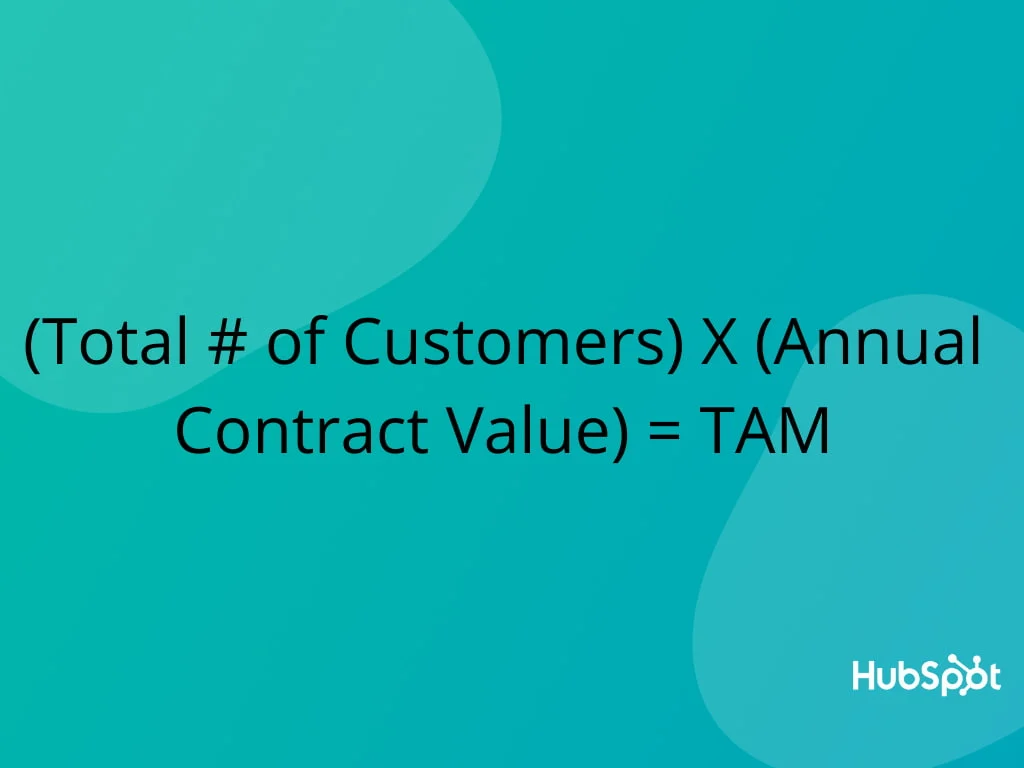 (Total # of Customers) X (Annual
Contract Value) = TAM
HubSpot